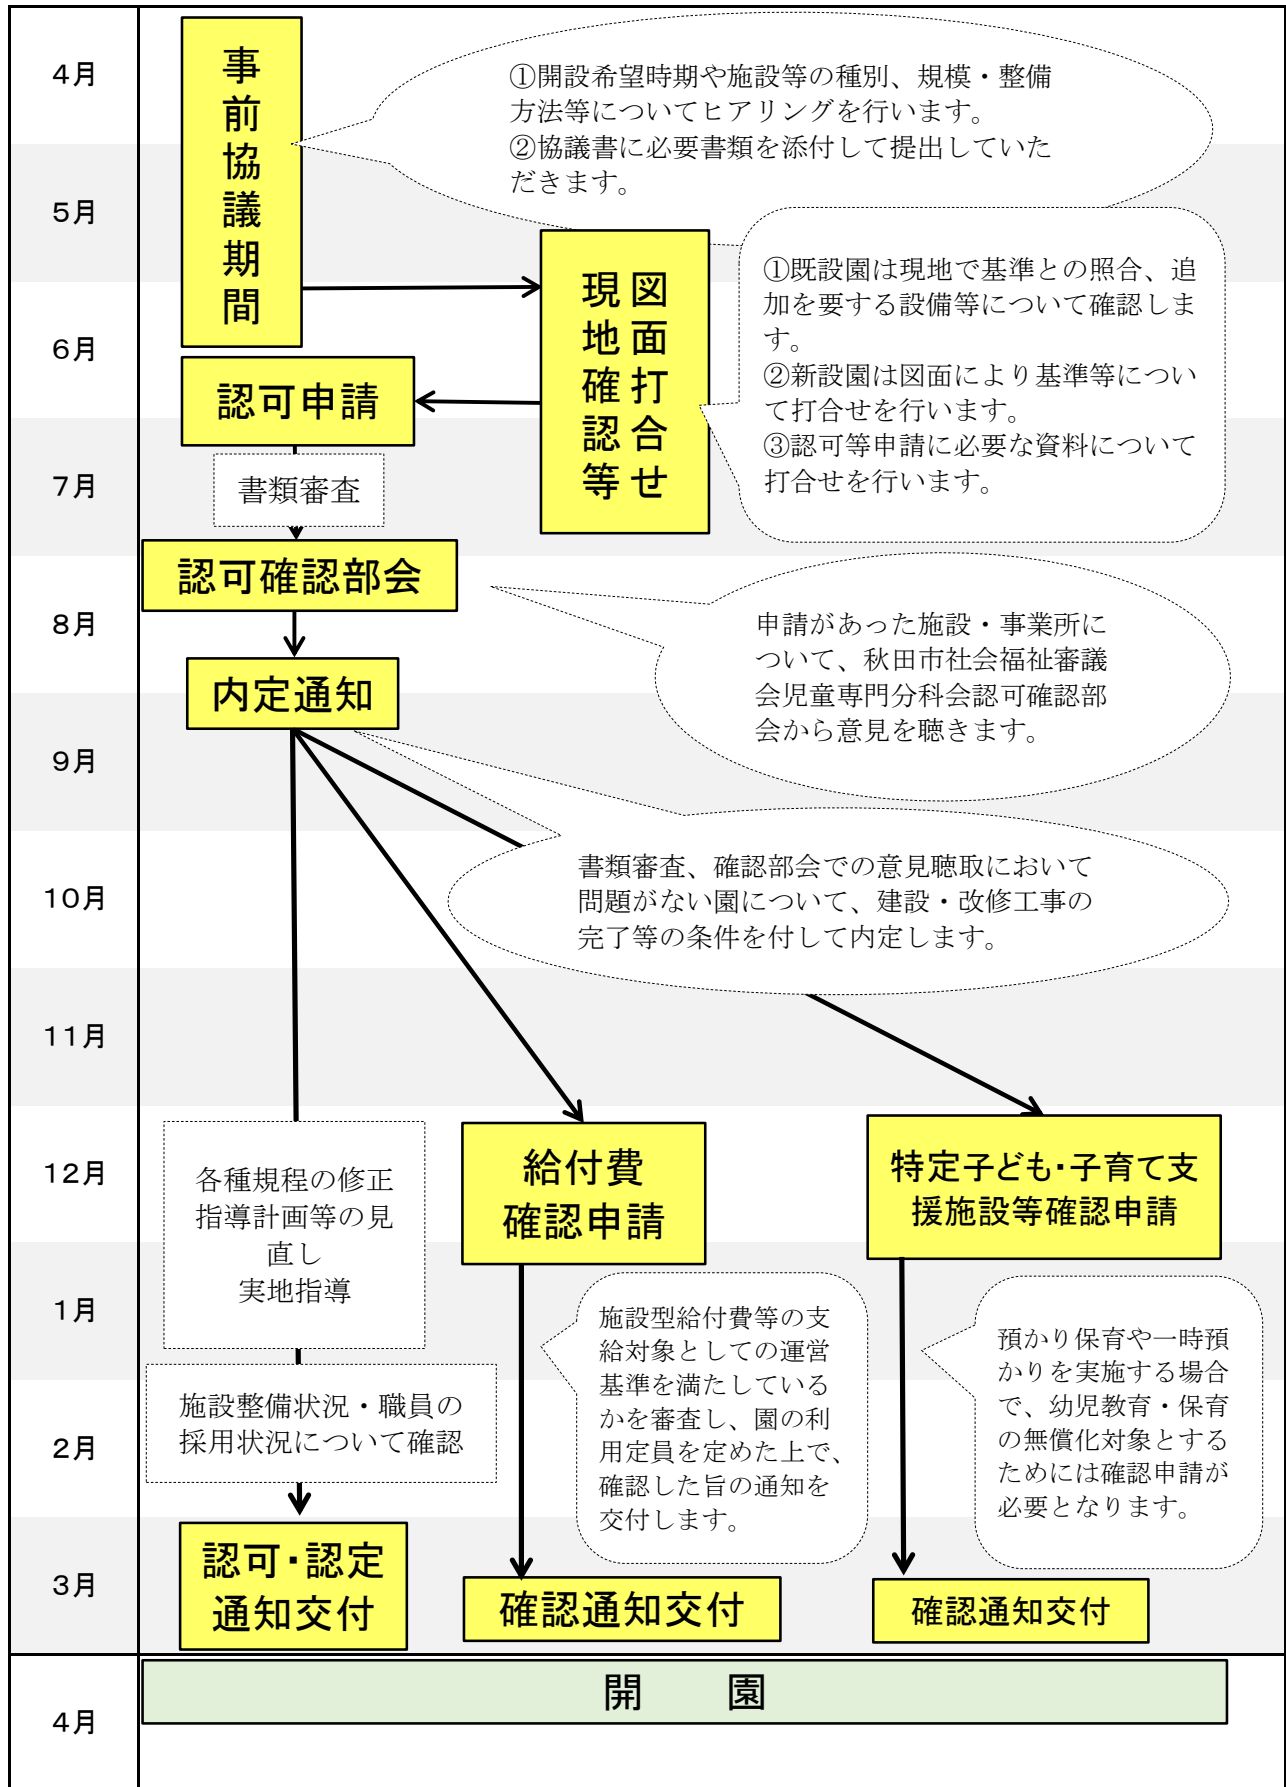 4月
事前協議期間
①開設希望時期や施設等の種別、規模・整備
方法等についてヒアリングを行います。
②協議書に必要書類を添付して提出していた
だきます。
5月
図面打合せ
現地確認等
①既設園は現地で基準との照合、追
加を要する設備等について確認しま
す。
②新設園は図面により基準等につい
て打合せを行います。
③認可等申請に必要な資料について
打合せを行います。
6月
認可申請
7月
書類審査
認可確認部会
8月
申請があった施設・事業所に
ついて、秋田市社会福祉審議
会児童専門分科会認可確認部
会から意見を聴きます。
内定通知
9月
10月
書類審査、確認部会での意見聴取において
問題がない園について、建設・改修工事の
完了等の条件を付して内定します。
11月
12月
各種規程の修正
指導計画等の見
直し
実地指導
給付費
確認申請
特定子ども・子育て支
援施設等確認申請
1月
施設型給付費等の支
給対象としての運営
基準を満たしている
かを審査し、園の利
用定員を定めた上で、
確認した旨の通知を
交付します。
預かり保育や一時預
かりを実施する場合
で、幼児教育・保育
の無償化対象とする
ためには確認申請が
必要となります。
2月
施設整備状況・職員の
採用状況について確認
3月
認可・認定
通知交付
確認通知交付
確認通知交付
4月
開　園